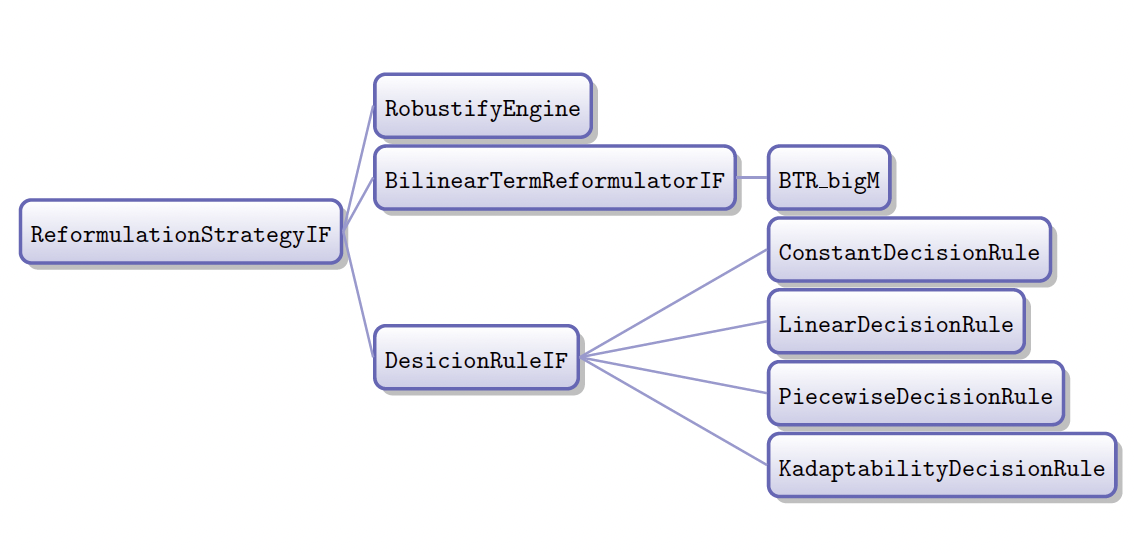 RobustifyEngine
BilinearTermReformulatorIF
BTR_bigM
ReformulationStrategyIF
ConstantDecisionRule
LinearDecisionRule
DesicionRuleIF
PiecewiseDecisionRule
KadaptabilityDecisionRule